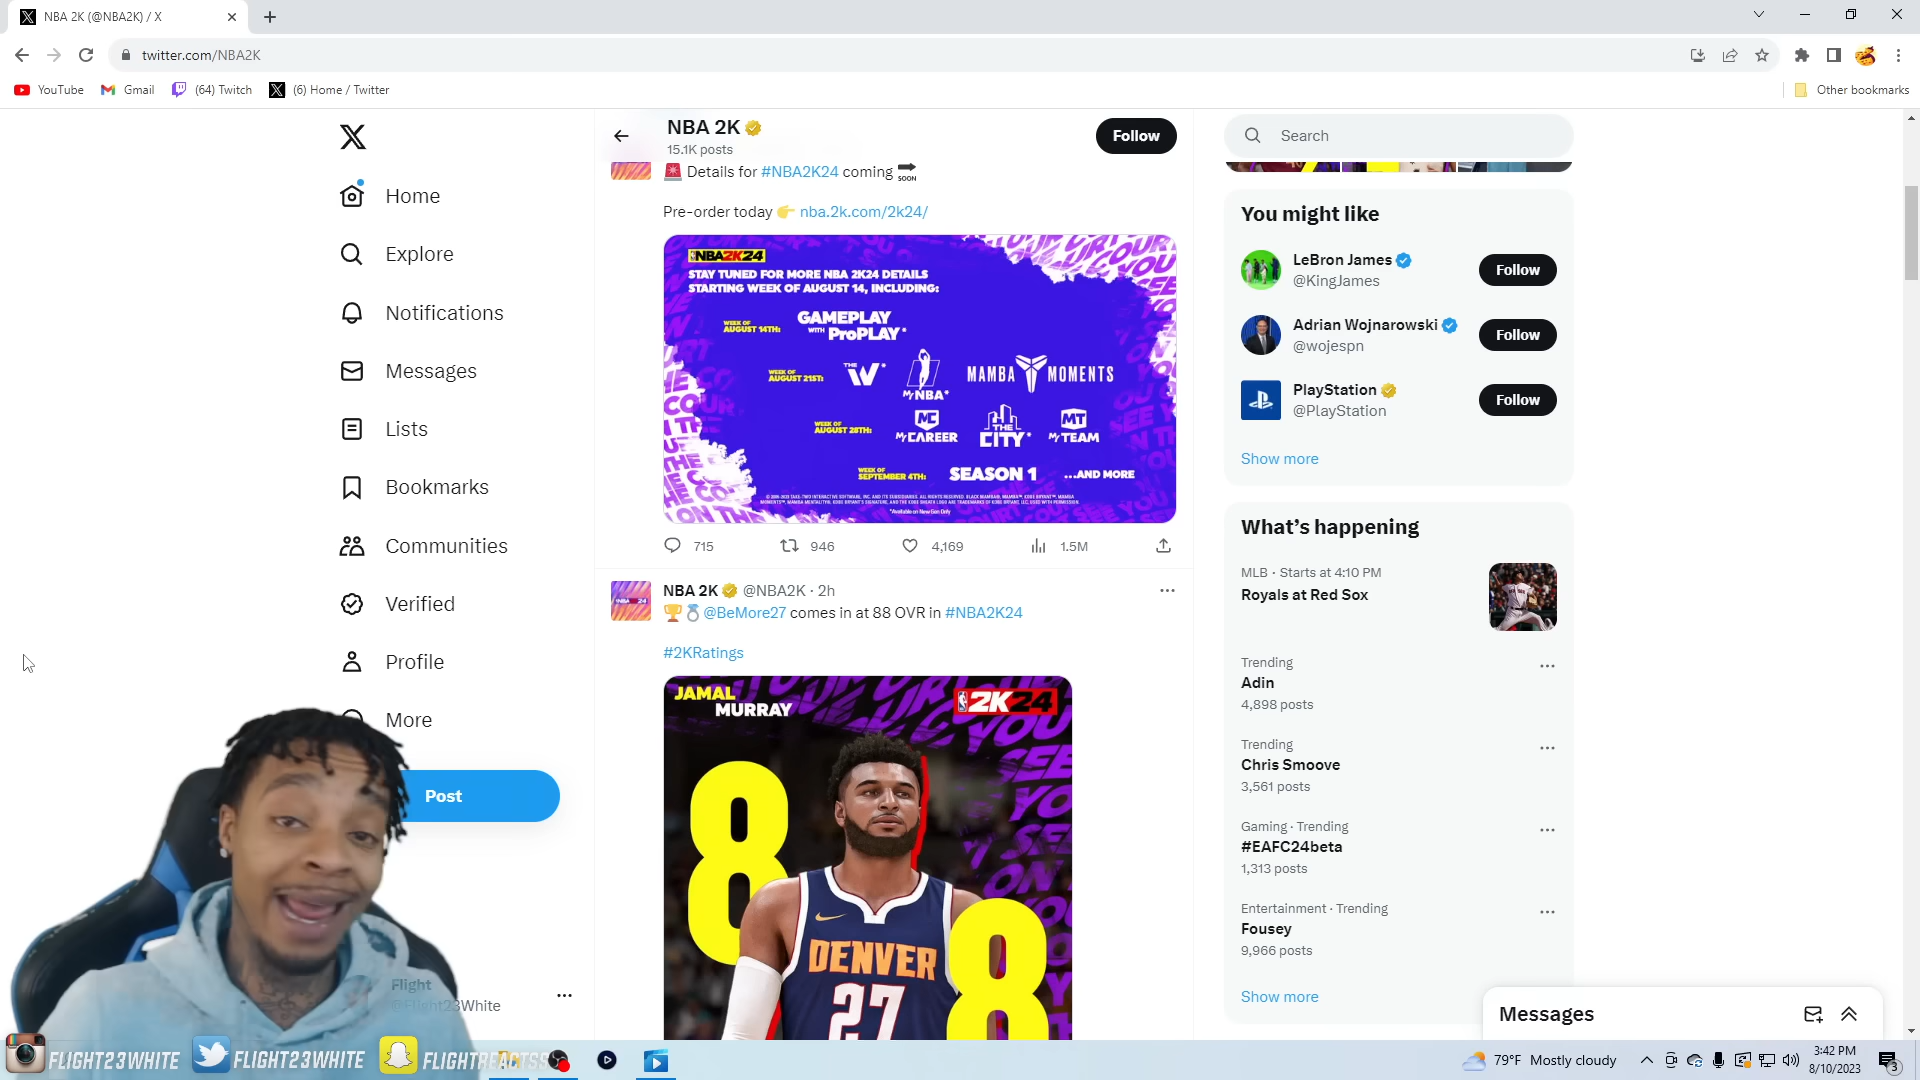 NBA 2K (@NBA2K) / X
twitter.com/NBA2K
YouTube
Gmail
(64) Twitch
(6) Home / Twitter
Other bookmarks
Home
Explore
Notifications
Messages
Lists
Bookmarks
Communities
Verified
Profile
More
Post
Flight
@Flight23White
NBA 2K
15.1K posts
Follow
Details for #NBA2K24 coming SOON
Pre-order today 👉 nba.2k.com/2k24/
NBA2K24
STAY TUNED FOR MORE NBA 2K24 DETAILS
STARTING WEEK OF AUGUST 14, INCLUDING:
WEEK OF
AUGUST 14TH:
GAMEPLAY
WITH ProPLAY*
WEEK OF
AUGUST 21ST:
THE W*
MyNBA*
MAMBA MOMENTS
WEEK OF
AUGUST 28TH:
MC
MyCAREER
THE
CITY*
MT
MyTEAM
WEEK OF
SEPTEMBER 4TH:
SEASON 1
...AND MORE
*Available on New Gen Only
715
946
4,169
1.5M
NBA 2K @NBA2K · 2h
🏆💍 @BeMore27 comes in at 88 OVR in #NBA2K24
#2KRatings
JAMAL
MURRAY
2K24
8
8
DENVER
27
Search
You might like
LeBron James
@KingJames
Follow
Adrian Wojnarowski
@wojespn
Follow
PlayStation
@PlayStation
Follow
Show more
What's happening
MLB · Starts at 4:10 PM
Royals at Red Sox
Trending
Adin
4,898 posts
Trending
Chris Smoove
3,561 posts
Gaming · Trending
#EAFC24beta
1,313 posts
Entertainment · Trending
Fousey
9,966 posts
Show more
Messages
FLIGHT23WHITE
FLIGHT23WHITE
FLIGHTREACTSS
79°F Mostly cloudy
3:42 PM
8/10/2023
3